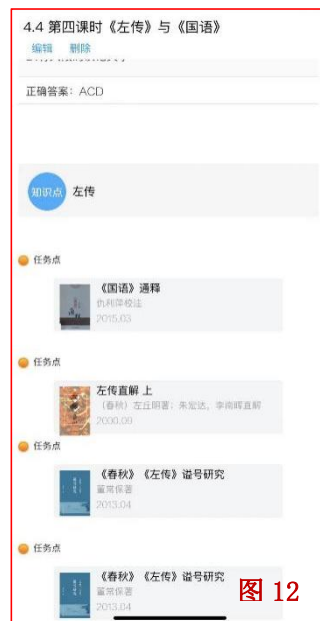 4.4 第四课时《左传》与《国语》
编辑 删除
正确答案：ACD
知识点 左传
任务点
《国语》通释
仇利萍校注
2015.03
任务点
左传直解 上
（春秋）左丘明著；朱宏达，李南晖直解
2000.09
任务点
《春秋》《左传》谥号研究
董常保著
2013.04
任务点
《春秋》《左传》谥号研究
董常保著
2013.04
图 12